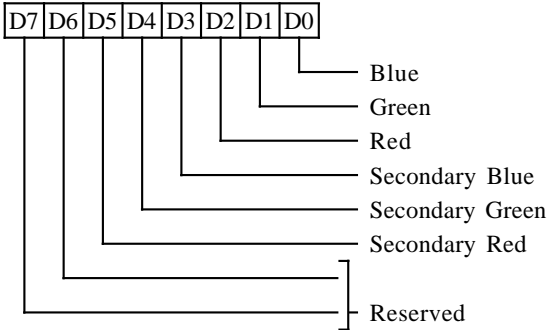 D7 D6 D5 D4 D3 D2 D1 D0
Blue
Green
Red
Secondary Blue
Secondary Green
Secondary Red
Reserved